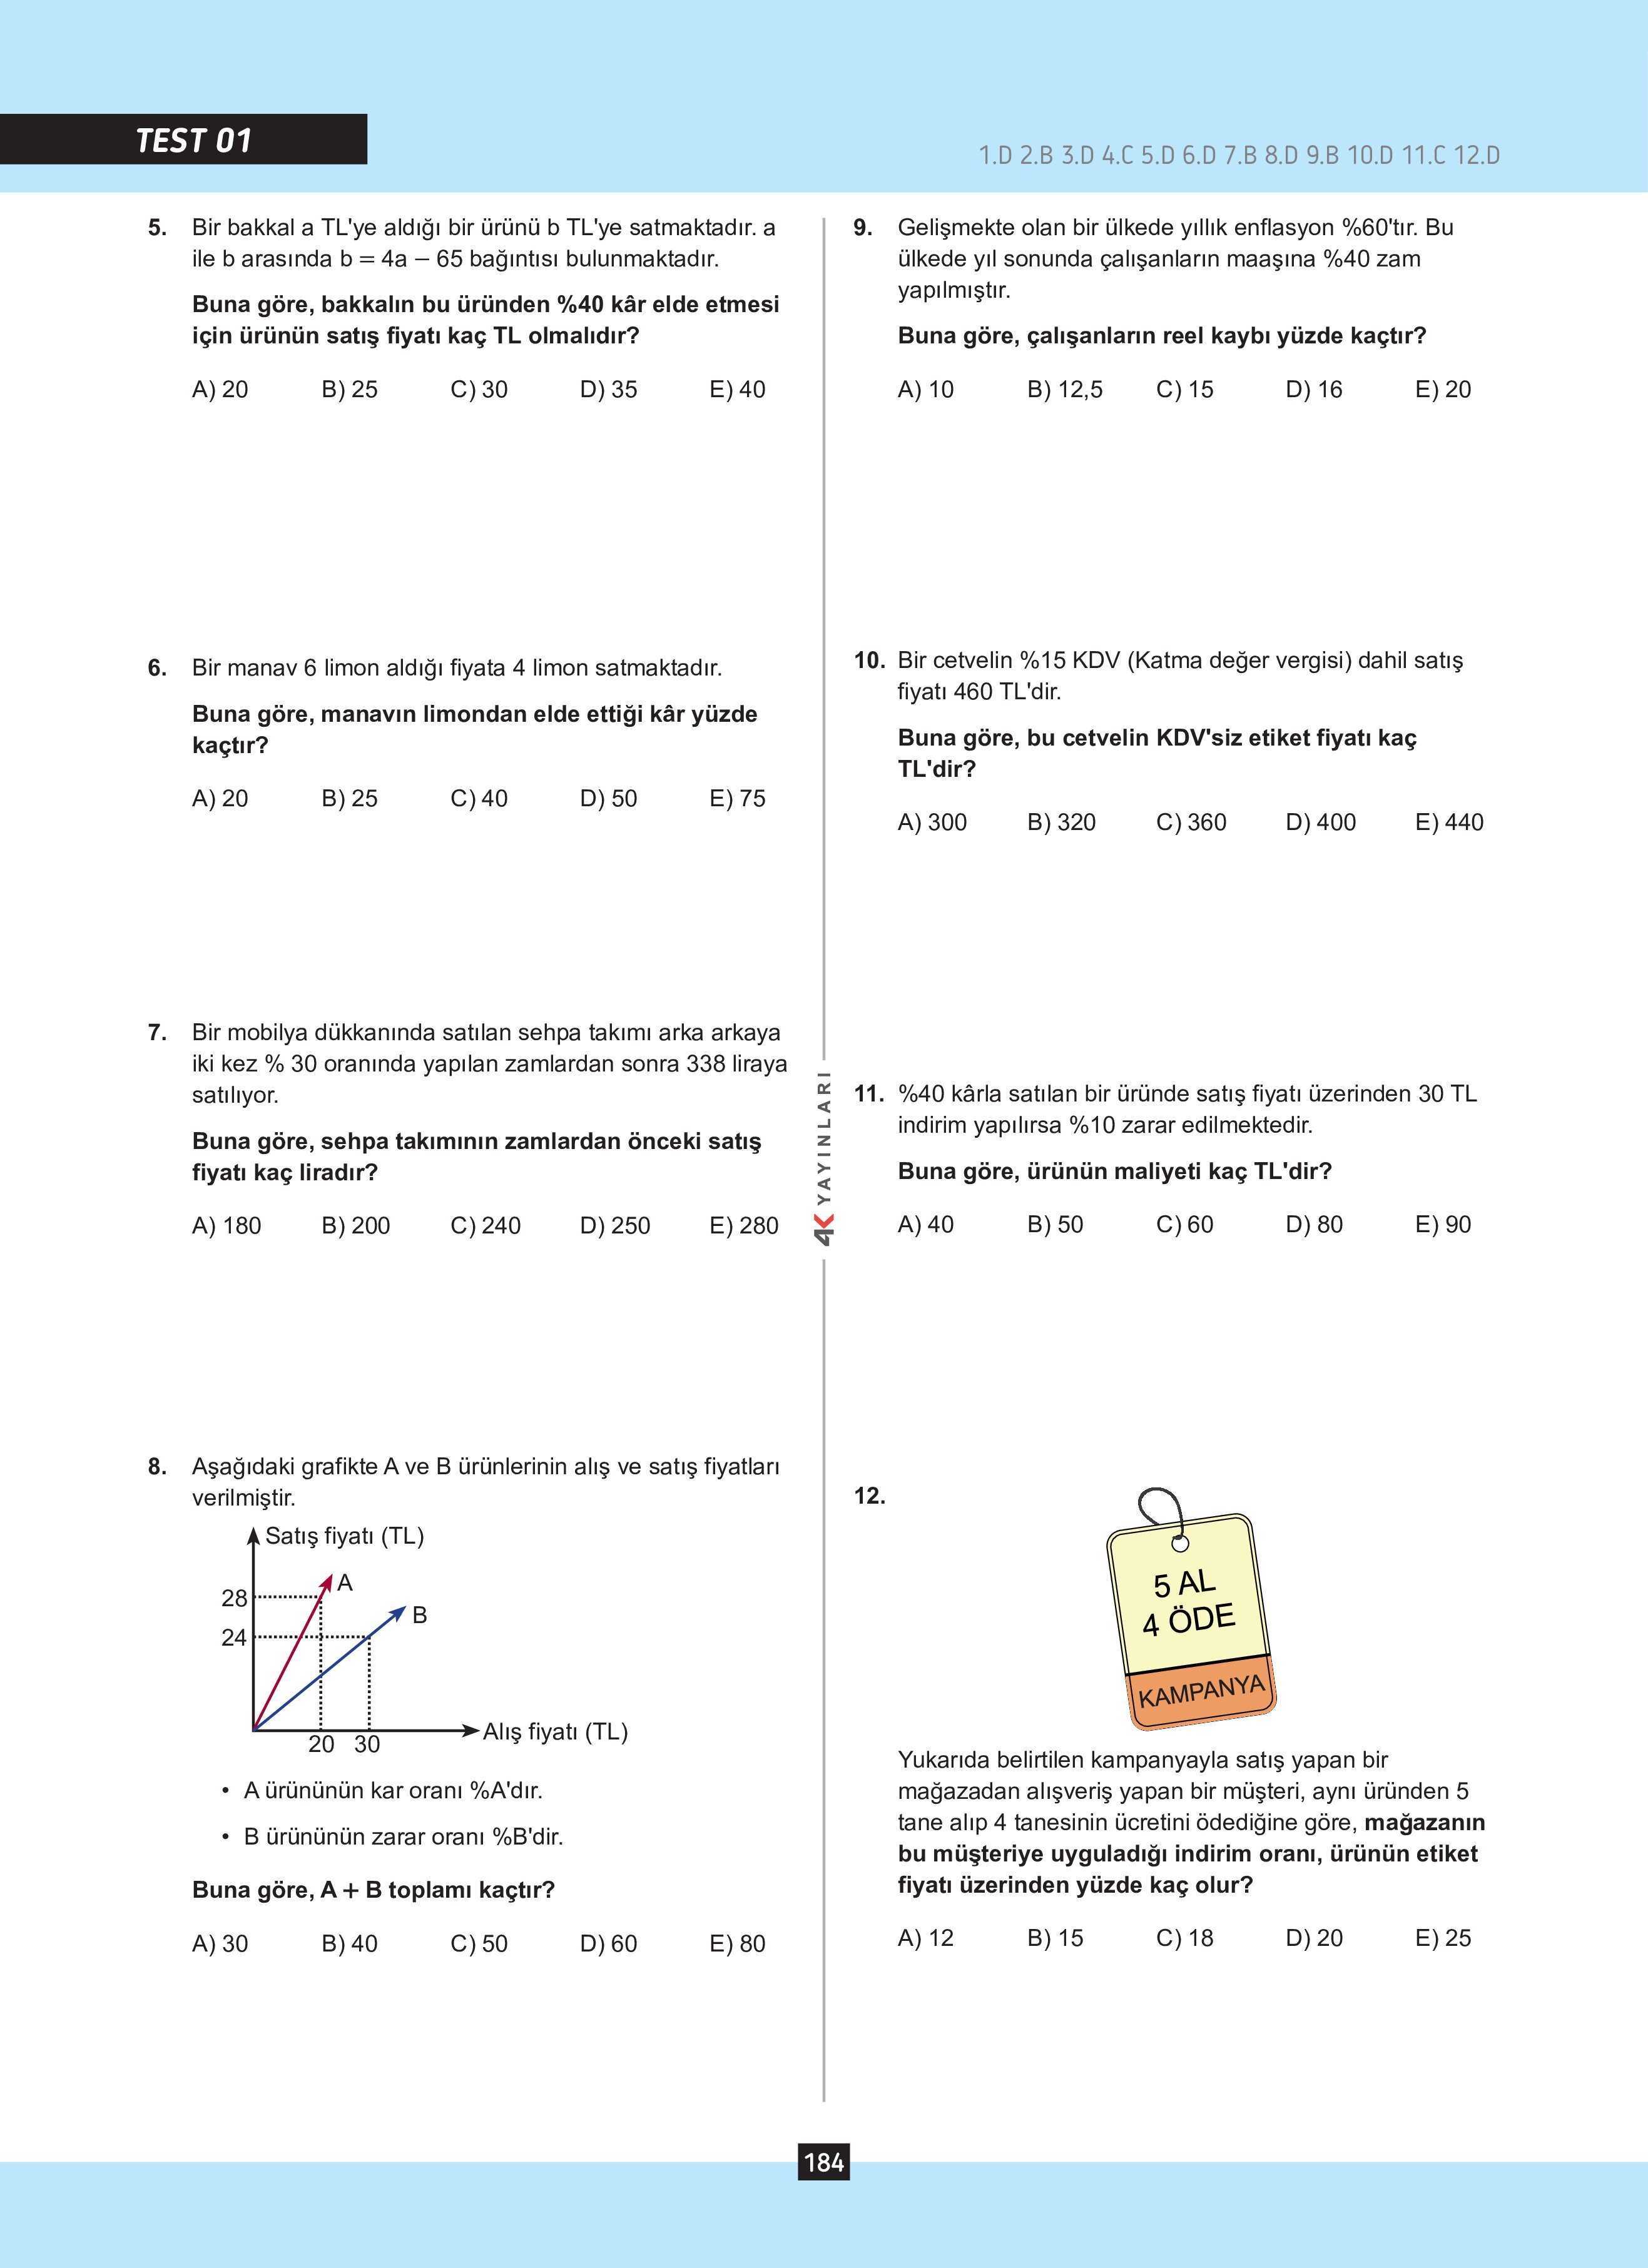 TEST 01
1.D 2.B 3.D 4.C 5.D 6.D 7.B 8.D 9.B 10.D 11.C 12.D
5. Bir bakkal a TL'ye aldığı bir ürünü b TL'ye satmaktadır. a
ile b arasında b = 4a – 65 bağıntısı bulunmaktadır.
Buna göre, bakkalın bu üründen %40 kâr elde etmesi
için ürünün satış fiyatı kaç TL olmalıdır?
A) 20 B) 25 C) 30 D) 35 E) 40
6. Bir manav 6 limon aldığı fiyata 4 limon satmaktadır.
Buna göre, manavın limondan elde ettiği kâr yüzde
kaçtır?
A) 20 B) 25 C) 40 D) 50 E) 75
7. Bir mobilya dükkanında satılan sehpa takımı arka arkaya
iki kez % 30 oranında yapılan zamlardan sonra 338 liraya
satılıyor.
Buna göre, sehpa takımının zamlardan önceki satış
fiyatı kaç liradır?
A) 180 B) 200 C) 240 D) 250 E) 280
8. Aşağıdaki grafikte A ve B ürünlerinin alış ve satış fiyatları
verilmiştir.
Satış fiyatı (TL)
A
28
B
24
Alış fiyatı (TL)
20 30
• A ürününün kar oranı %A'dır.
• B ürününün zarar oranı %B'dir.
Buna göre, A + B toplamı kaçtır?
A) 30 B) 40 C) 50 D) 60 E) 80
4K YAYINLARI
9. Gelişmekte olan bir ülkede yıllık enflasyon %60'tır. Bu
ülkede yıl sonunda çalışanların maaşına %40 zam
yapılmıştır.
Buna göre, çalışanların reel kaybı yüzde kaçtır?
A) 10 B) 12,5 C) 15 D) 16 E) 20
10. Bir cetvelin %15 KDV (Katma değer vergisi) dahil satış
fiyatı 460 TL'dir.
Buna göre, bu cetvelin KDV'siz etiket fiyatı kaç
TL'dir?
A) 300 B) 320 C) 360 D) 400 E) 440
11. %40 kârla satılan bir üründe satış fiyatı üzerinden 30 TL
indirim yapılırsa %10 zarar edilmektedir.
Buna göre, ürünün maliyeti kaç TL'dir?
A) 40 B) 50 C) 60 D) 80 E) 90
12.
5 AL
4 ÖDE
KAMPANYA
Yukarıda belirtilen kampanyayla satış yapan bir
mağazadan alışveriş yapan bir müşteri, aynı üründen 5
tane alıp 4 tanesinin ücretini ödediğine göre, mağazanın
bu müşteriye uyguladığı indirim oranı, ürünün etiket
fiyatı üzerinden yüzde kaç olur?
A) 12 B) 15 C) 18 D) 20 E) 25
184